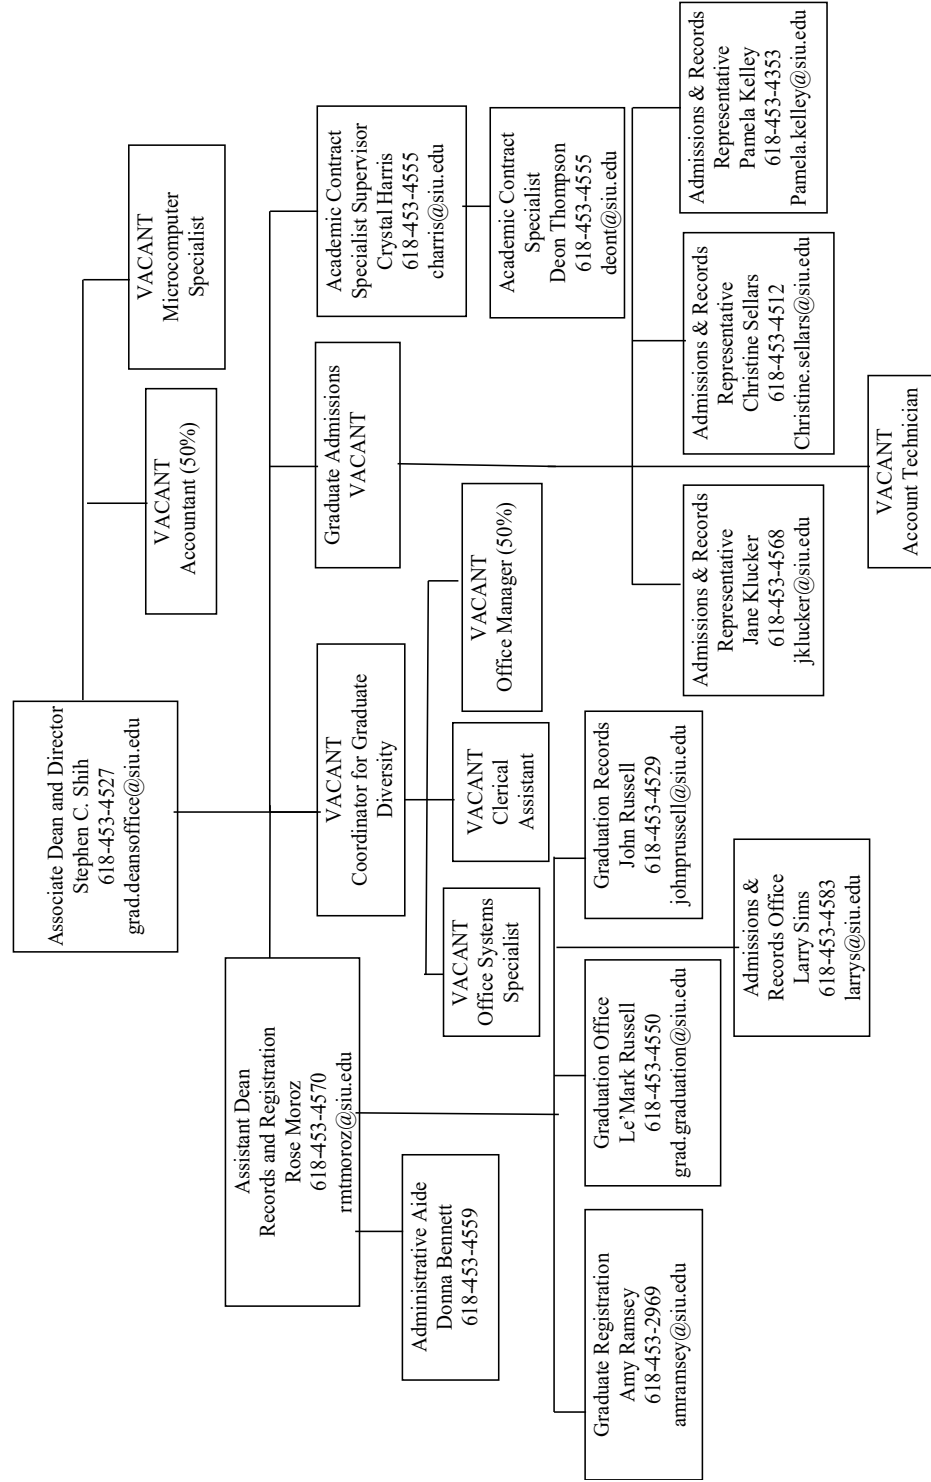 Associate Dean and Director
Stephen C. Shih
618-453-4527
grad.deansoffice@siu.edu
VACANT
Accountant (50%)
VACANT
Microcomputer
Specialist
Assistant Dean
Records and Registration
Rose Moroz
618-453-4570
rmtmoroz@siu.edu
VACANT
Coordinator for Graduate
Diversity
Graduate Admissions
VACANT
Academic Contract
Specialist Supervisor
Crystal Harris
618-453-4555
charris@siu.edu
Administrative Aide
Donna Bennett
618-453-4559
VACANT
Office Systems
Specialist
VACANT
Clerical
Assistant
VACANT
Office Manager (50%)
Academic Contract
Specialist
Deon Thompson
618-453-4555
deont@siu.edu
Graduate Registration
Amy Ramsey
618-453-2969
amramsey@siu.edu
Graduation Office
Le’Mark Russell
618-453-4550
grad.graduation@siu.edu
Graduation Records
John Russell
618-453-4529
johnprussell@siu.edu
Admissions & Records
Representative
Jane Klucker
618-453-4568
jklucker@siu.edu
Admissions & Records
Representative
Christine Sellars
618-453-4512
Christine.sellars@siu.edu
Admissions & Records
Representative
Pamela Kelley
618-453-4353
Pamela.kelley@siu.edu
Admissions &
Records Office
Larry Sims
618-453-4583
larrys@siu.edu
VACANT
Account Technician